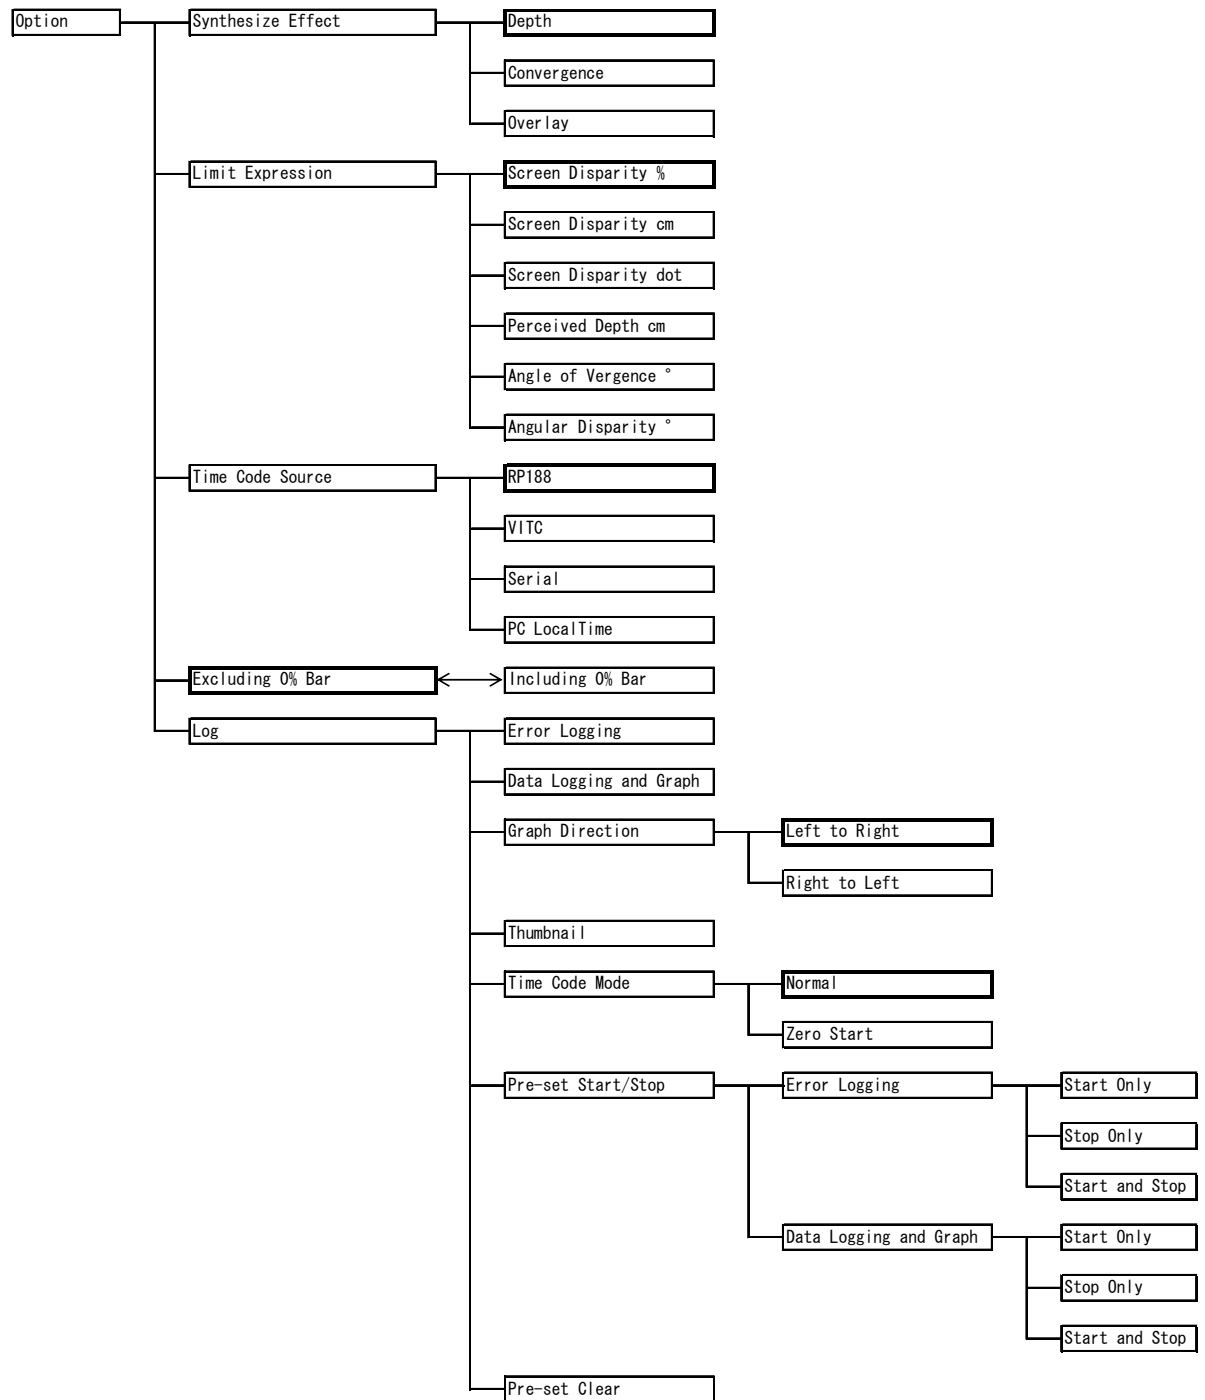 Option
Synthesize Effect
Depth
Convergence
Overlay
Limit Expression
Screen Disparity %
Screen Disparity cm
Screen Disparity dot
Perceived Depth cm
Angle of Vergence °
Angular Disparity °
Time Code Source
RP188
VITC
Serial
PC LocalTime
Excluding 0% Bar
Including 0% Bar
Log
Error Logging
Data Logging and Graph
Graph Direction
Left to Right
Right to Left
Thumbnail
Time Code Mode
Normal
Zero Start
Pre-set Start/Stop
Error Logging
Start Only
Stop Only
Start and Stop
Data Logging and Graph
Start Only
Stop Only
Start and Stop
Pre-set Clear